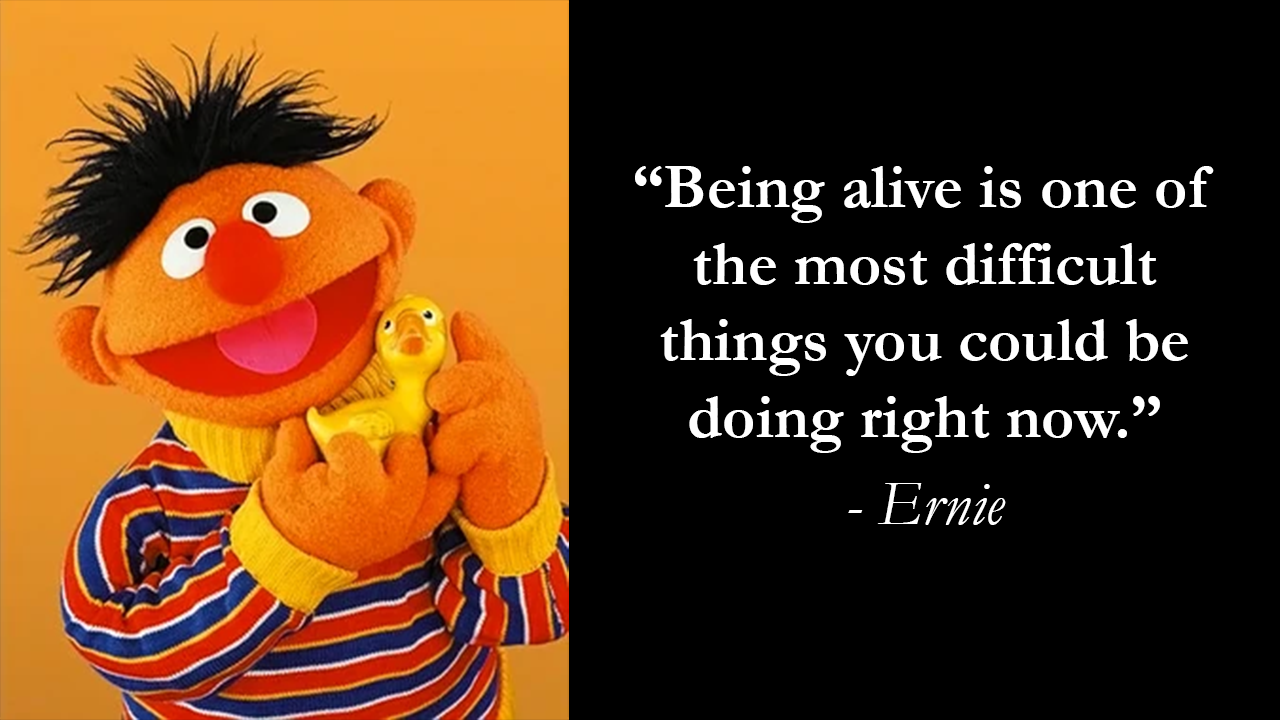 “Being alive is one of
the most difficult
things you could be
doing right now.”
- Ernie